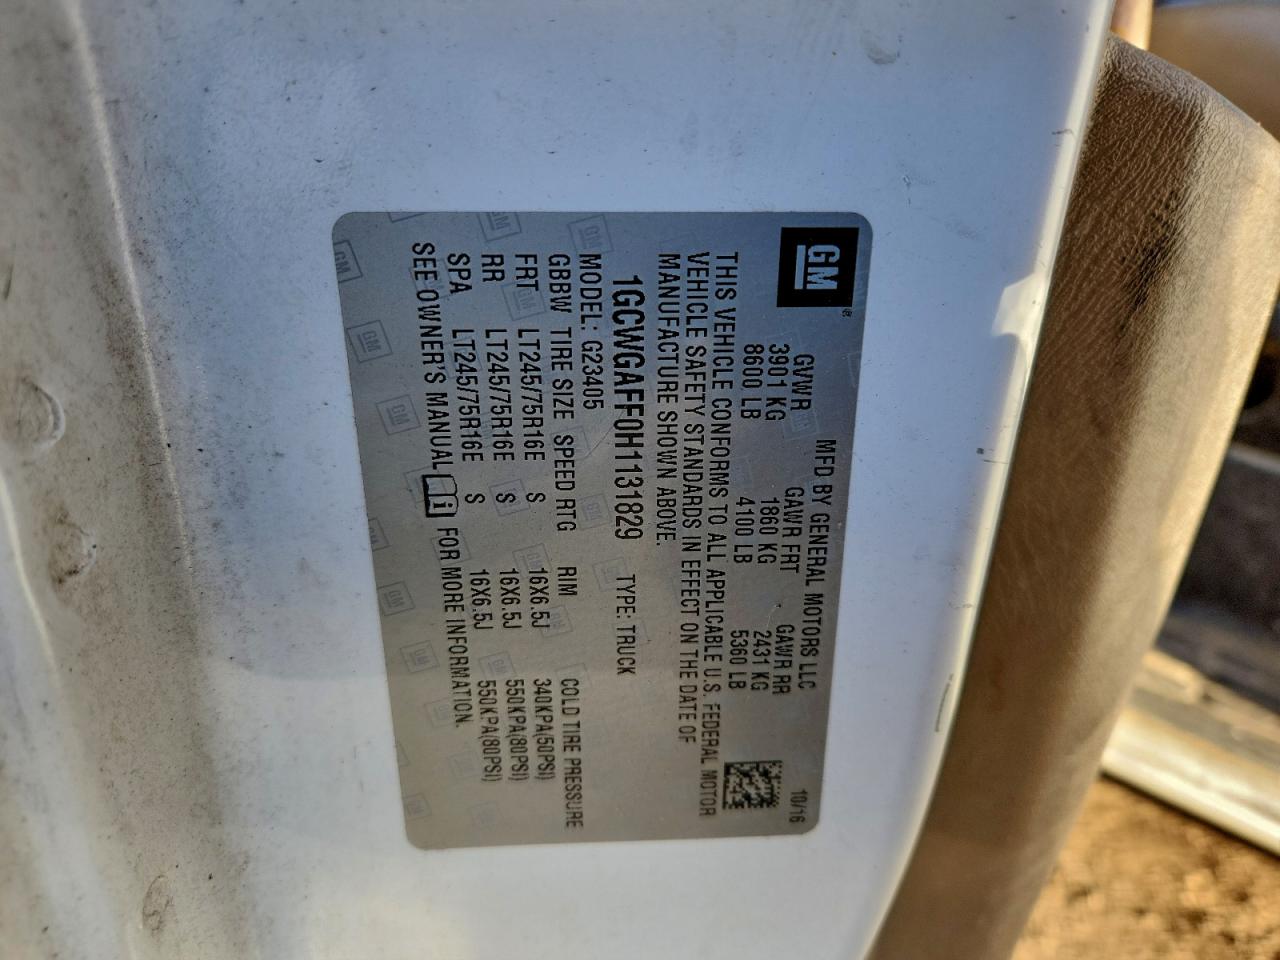 GM®
MFD BY GENERAL MOTORS LLC 10/16
GVWR GAWR FRT GAWR RR
3901 KG 1860 KG 2431 KG
8600 LB 4100 LB 5360 LB
THIS VEHICLE CONFORMS TO ALL APPLICABLE U.S. FEDERAL MOTOR
VEHICLE SAFETY STANDARDS IN EFFECT ON THE DATE OF
MANUFACTURE SHOWN ABOVE.
1GCWGAFF0H1131829 TYPE: TRUCK
MODEL: G23405
GBBW TIRE SIZE SPEED RTG RIM COLD TIRE PRESSURE
FRT LT245/75R16E S 16X6.5J 340KPA(50PSI)
RR LT245/75R16E S 16X6.5J 550KPA(80PSI)
SPA LT245/75R16E S 16X6.5J 550KPA(80PSI)
SEE OWNER'S MANUAL i FOR MORE INFORMATION.